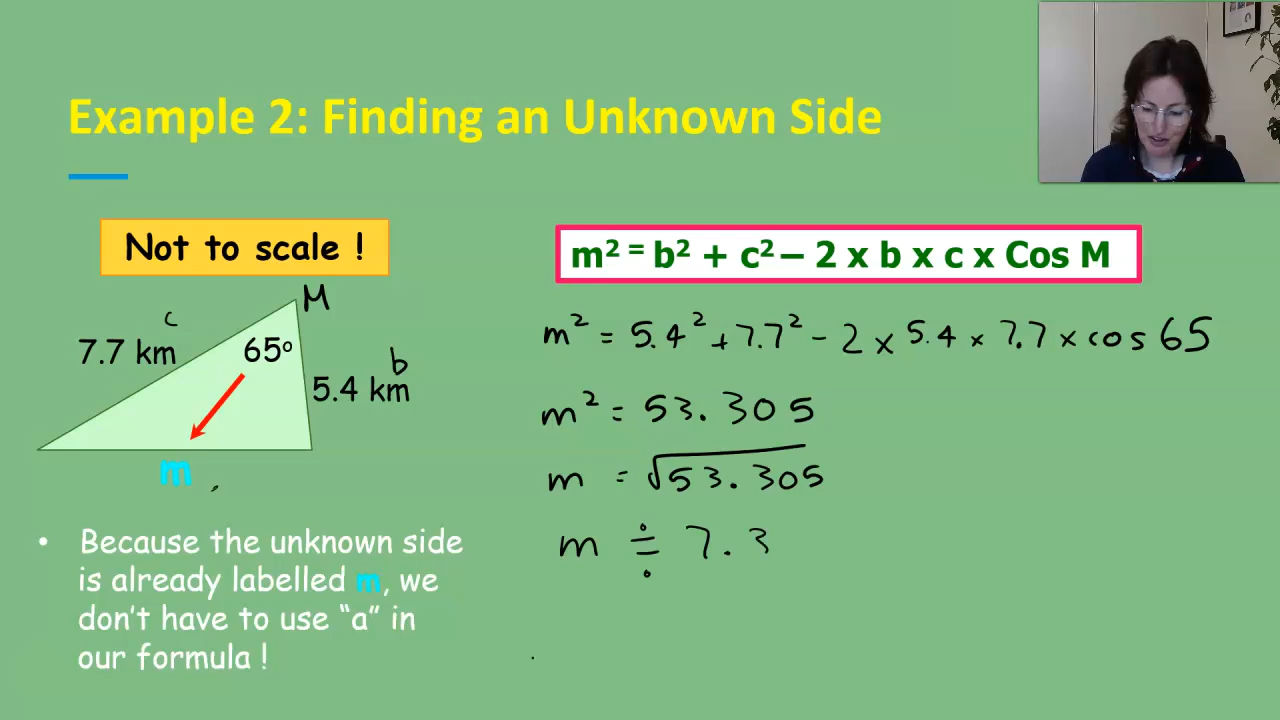 Example 2: Finding an Unknown Side
Not to scale !
m² = b² + c² – 2 x b x c x Cos M
M
c
7.7 km
65º
b
5.4 km
m
m² = 5.4² + 7.7² - 2 x 5.4 x 7.7 x cos 65
m² = 53.305
m = √53.305
m ≑ 7.3
• Because the unknown side
is already labelled m, we
don't have to use “a” in
our formula !